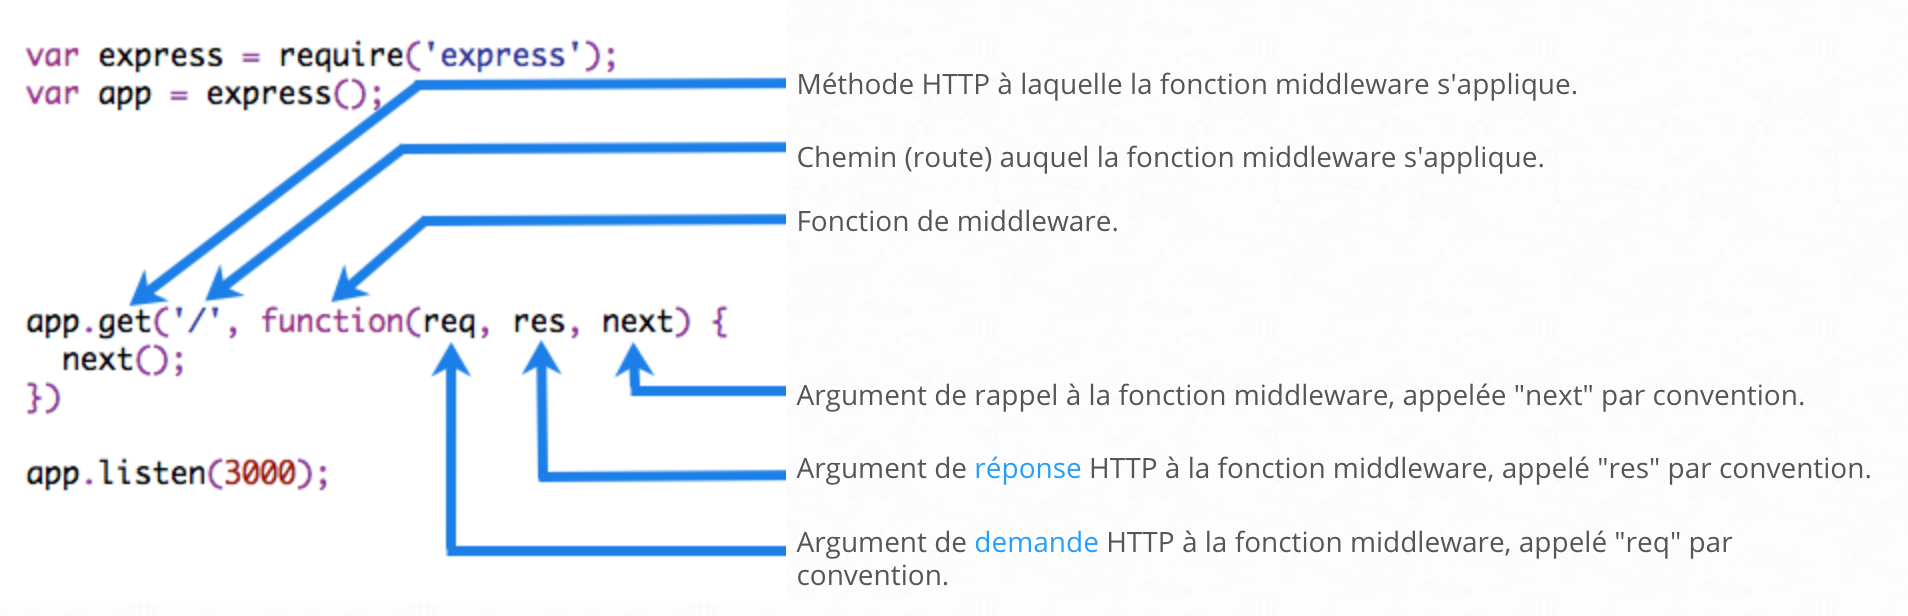 var express = require('express');
var app = express();
Méthode HTTP à laquelle la fonction middleware s'applique.
Chemin (route) auquel la fonction middleware s'applique.
Fonction de middleware.
app.get('/', function(req, res, next) {
next();
})
Argument de rappel à la fonction middleware, appelée "next" par convention.
app.listen(3000);
Argument de réponse HTTP à la fonction middleware, appelé "res" par convention.
Argument de demande HTTP à la fonction middleware, appelé "req" par
convention.